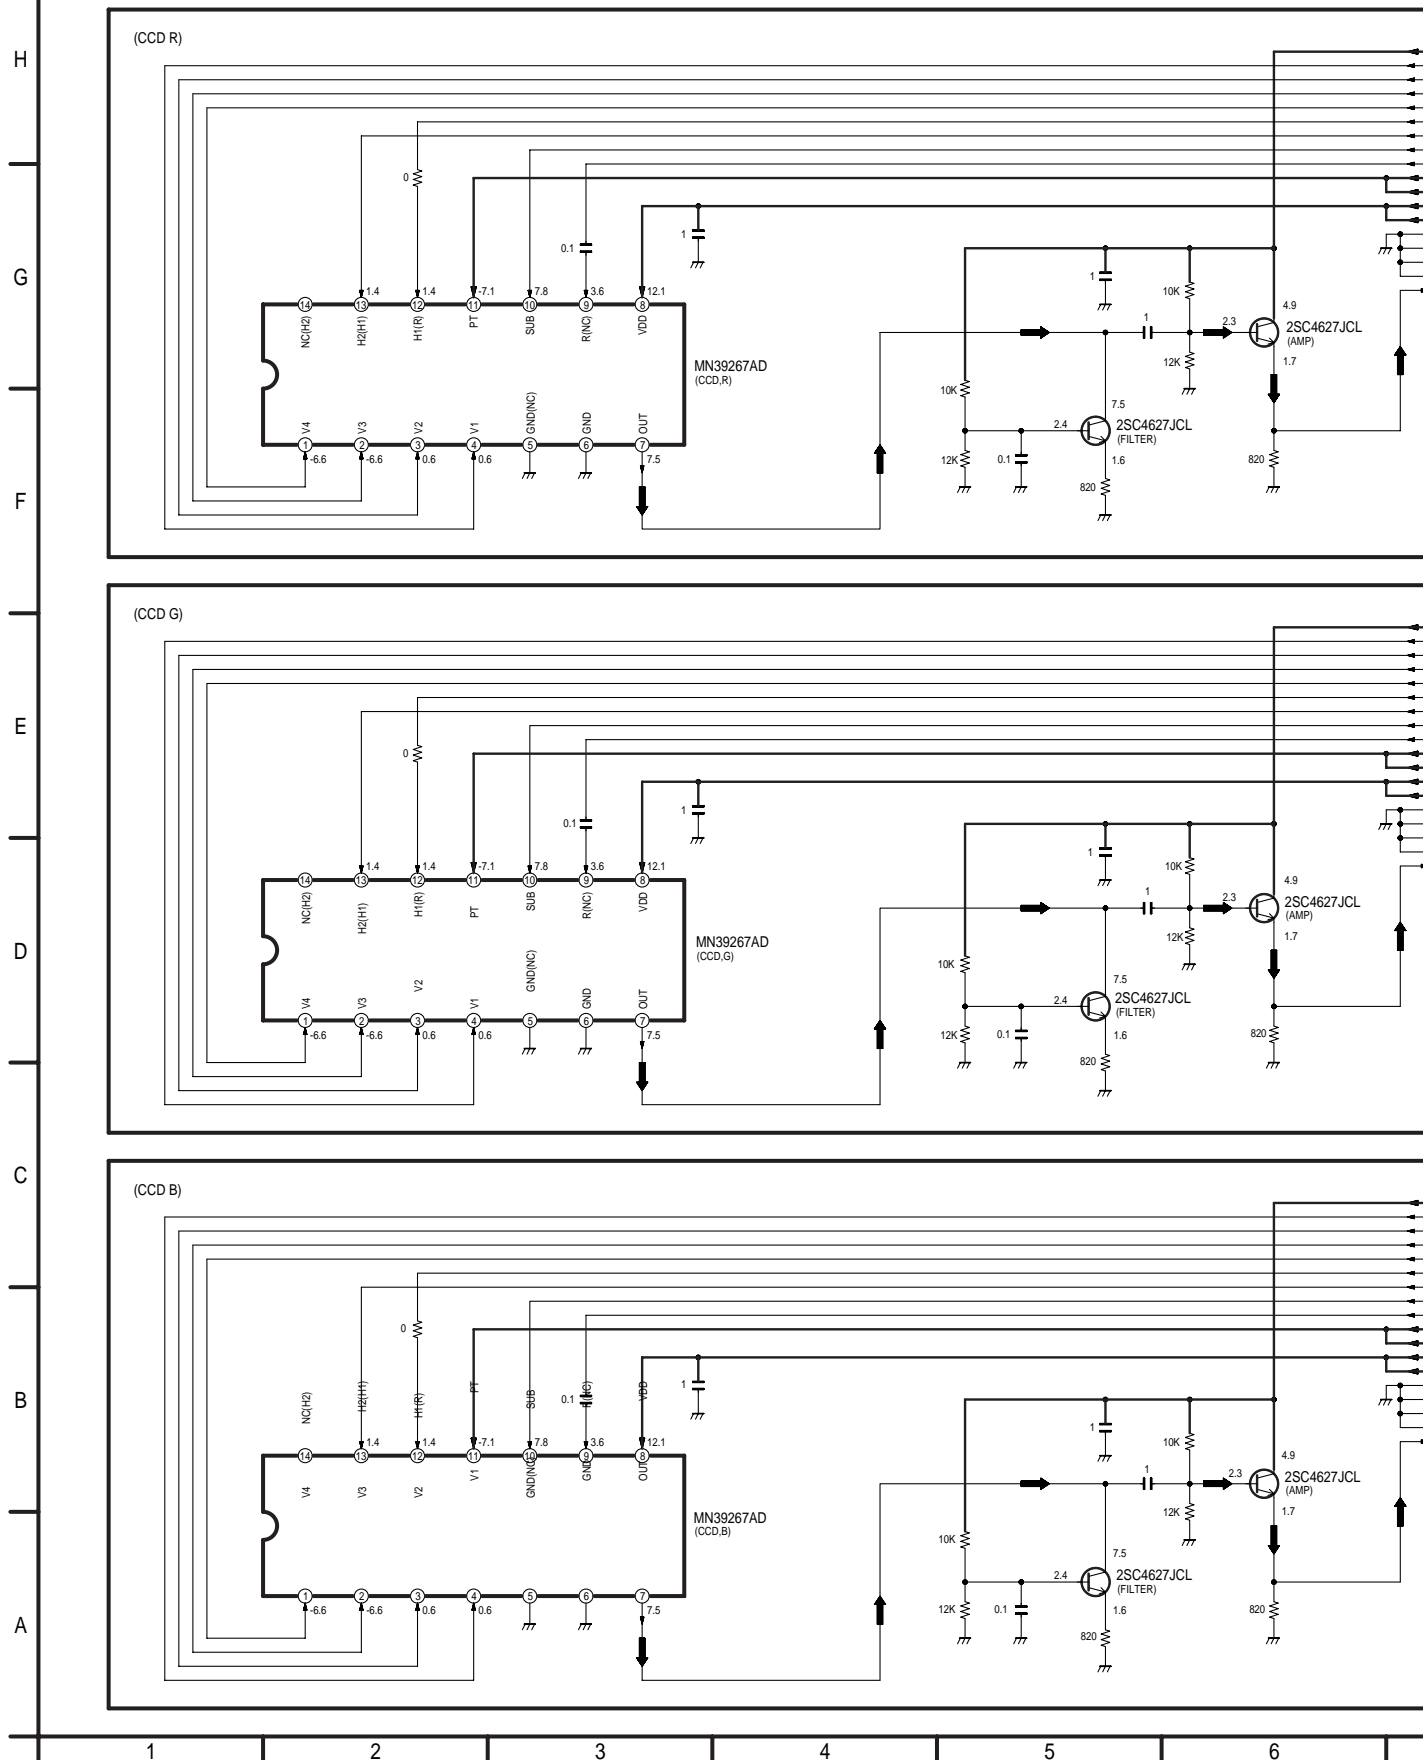 H
G
F
E
D
C
B
A
(CCD R)
0
0.1
1
1
10K
1
2.3
4.9
2SC4627JCL
(AMP)
12K
1.7
14
13 1.4
12 1.4
11 -7.1
10 7.8
9 3.6
8 12.1
NC(H2)
H2(H1)
H1(R)
PT
SUB
R(NC)
VDD
MN39267AD
(CCD,R)
V4
V3
V2
V1
GND(NC)
GND
OUT
1 -6.6
2 -6.6
3 0.6
4 0.6
5
6
7 7.5
10K
7.5
2.4
2SC4627JCL
(FILTER)
12K
0.1
1.6
820
820
(CCD G)
0
0.1
1
1
10K
1
2.3
4.9
2SC4627JCL
(AMP)
12K
1.7
14
13 1.4
12 1.4
11 -7.1
10 7.8
9 3.6
8 12.1
NC(H2)
H2(H1)
H1(R)
PT
SUB
R(NC)
VDD
MN39267AD
(CCD,G)
V4
V3
V2
V1
GND(NC)
GND
OUT
1 -6.6
2 -6.6
3 0.6
4 0.6
5
6
7 7.5
10K
7.5
2.4
2SC4627JCL
(FILTER)
12K
0.1
1.6
820
820
(CCD B)
0
NC(H2)
H2(H1)
H1(R)
PT
SUB
0.1
R(NC)
VDD
1
1
10K
1
2.3
4.9
2SC4627JCL
(AMP)
12K
1.7
14
13 1.4
12 1.4
11 -7.1
10 7.8
9 3.6
8 12.1
V4
V3
V2
V1
GND(NC)
GND
OUT
MN39267AD
(CCD,B)
1 -6.6
2 -6.6
3 0.6
4 0.6
5
6
7 7.5
10K
7.5
2.4
2SC4627JCL
(FILTER)
12K
0.1
1.6
820
820
1 2 3 4 5 6